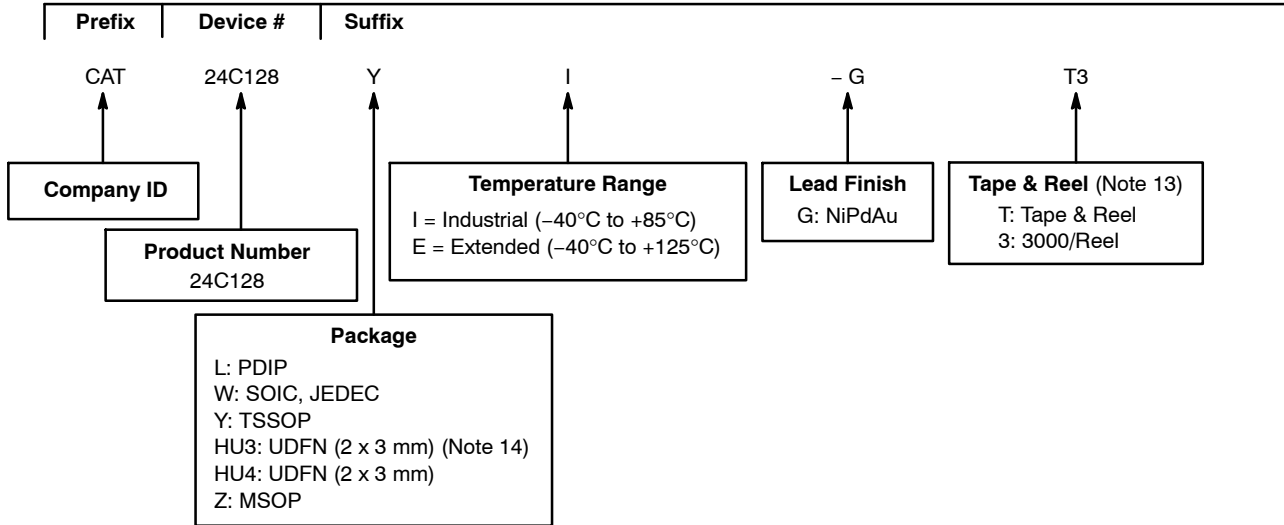 Prefix Device # Suffix
CAT 24C128 Y I – G T3
Company ID
Product Number
24C128
Temperature Range
I = Industrial (−40°C to +85°C)
E = Extended (−40°C to +125°C)
Lead Finish
G: NiPdAu
Tape & Reel (Note 13)
T: Tape & Reel
3: 3000/Reel
Package
L: PDIP
W: SOIC, JEDEC
Y: TSSOP
HU3: UDFN (2 x 3 mm) (Note 14)
HU4: UDFN (2 x 3 mm)
Z: MSOP